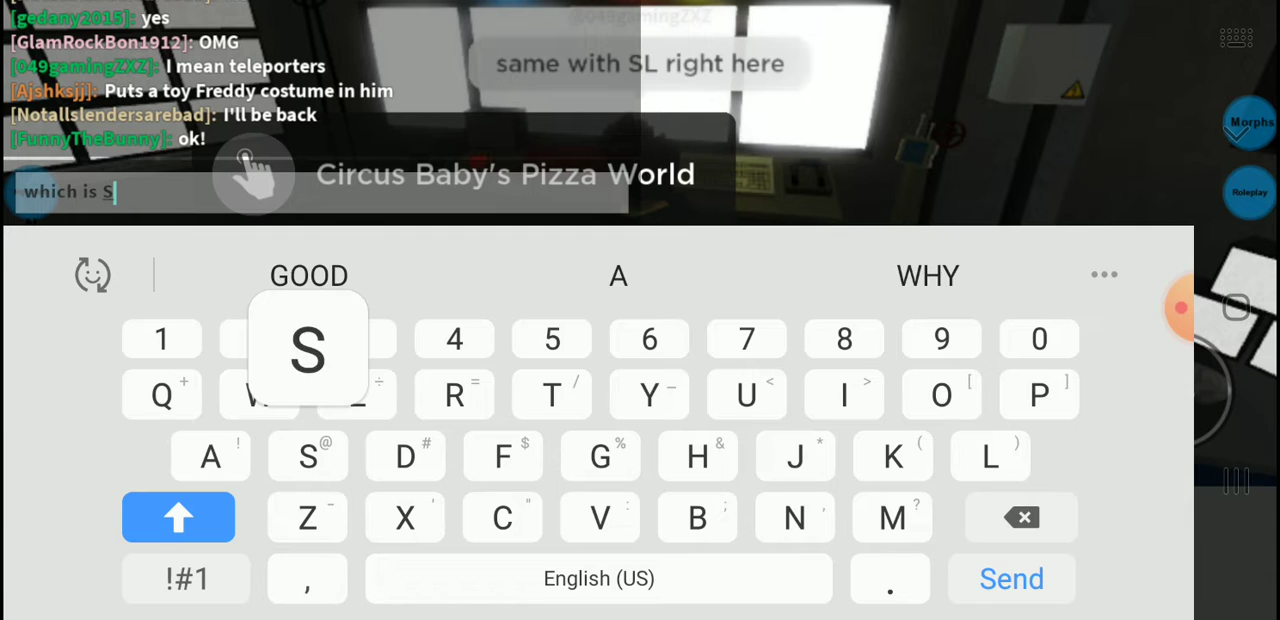 [gedany2015]: yes
[GlamRockBon1912]: OMG
[049gamingZXZ]: I mean teleporters
[Ajshksjj]: Puts a toy Freddy costume in him
[Notallslendersarebad]: I'll be back
[FunnyTheBunny]: ok!
@049gamingZXZ
same with SL right here
Circus Baby's Pizza World
which is S
Morphs
Roleplay
GOOD A WHY
S
1 4 5 6 7 8 9 0
Q + R = T / Y – U < I > O [ P ]
A ! S @ D # F $ G % H & J * K ( L )
Z - X ' C " V : B ; N , M ?
!#1 , English (US) . Send